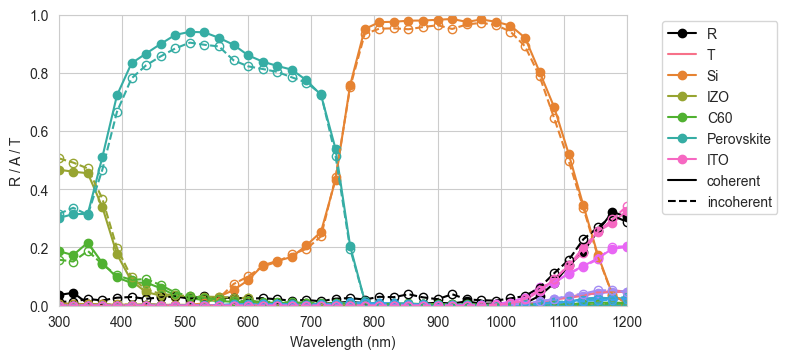 1.0
0.8
0.6
0.4
0.2
0.0
R / A / T
300 400 500 600 700 800 900 1000 1100 1200
Wavelength (nm)
R
T
Si
IZO
C60
Perovskite
ITO
coherent
incoherent